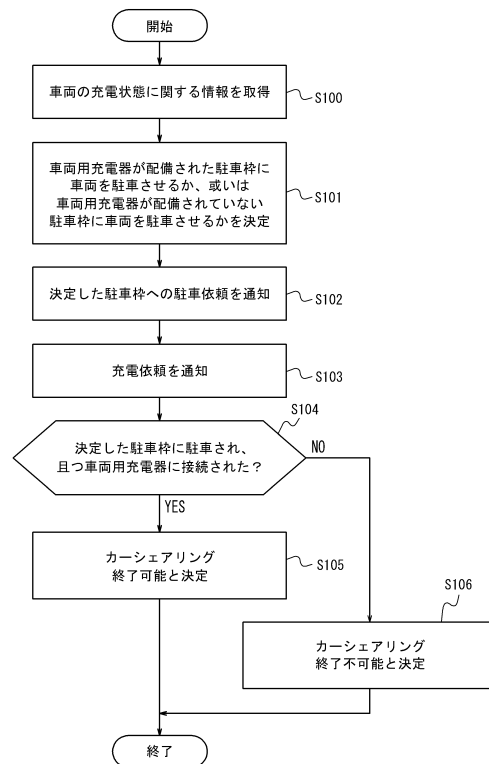 開始
車両の充電状態に関する情報を取得
S100
車両用充電器が配備された駐車枠に
車両を駐車させるか、或いは
車両用充電器が配備されていない
駐車枠に車両を駐車させるかを決定
S101
決定した駐車枠への駐車依頼を通知
S102
充電依頼を通知
S103
S104
決定した駐車枠に駐車され、
且つ車両用充電器に接続された？
NO
YES
カーシェアリング
終了可能と決定
S105
S106
カーシェアリング
終了不可能と決定
終了